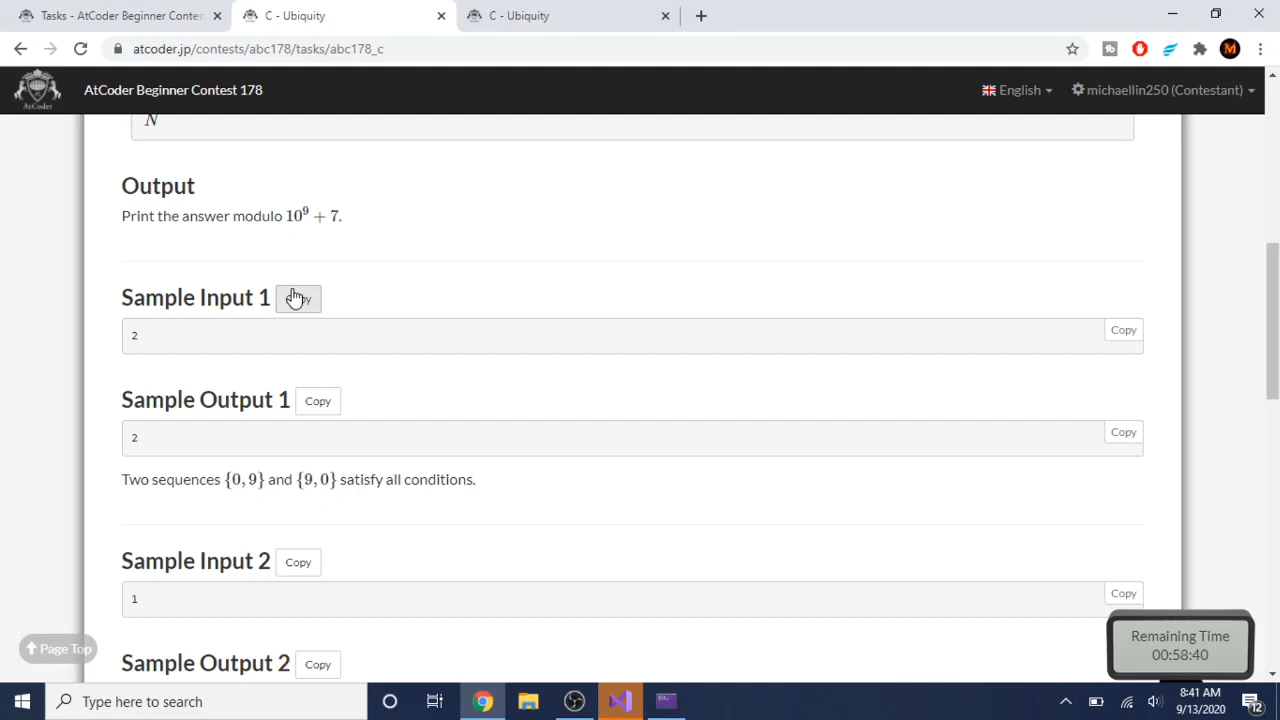 Tasks - AtCoder Beginner Contes
C - Ubiquity
C - Ubiquity
atcoder.jp/contests/abc178/tasks/abc178_c
AtCoder Beginner Contest 178
English
michaellin250 (Contestant)
N
Output
Print the answer modulo 10⁹ + 7.
Sample Input 1
2
Copy
Sample Output 1 Copy
2
Copy
Two sequences {0, 9} and {9, 0} satisfy all conditions.
Sample Input 2 Copy
1
Copy
Sample Output 2 Copy
Page Top
Remaining Time
00:58:40
Type here to search
8:41 AM
9/13/2020
12